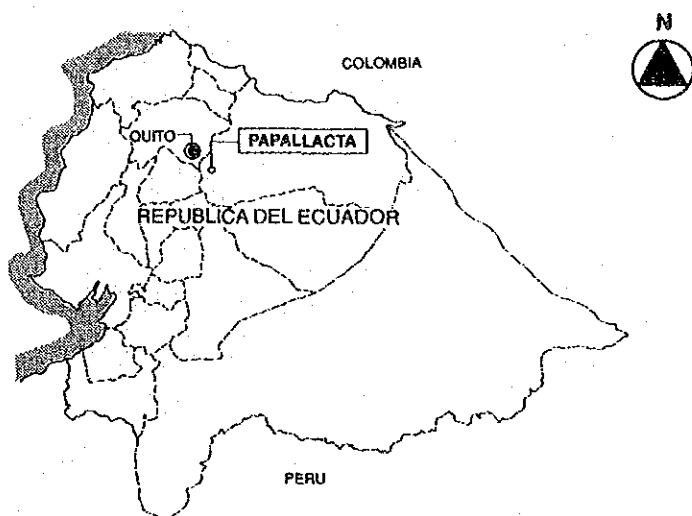 N
COLOMBIA
QUITO
PAPALLACTA
REPUBLICA DEL ECUADOR
PERU